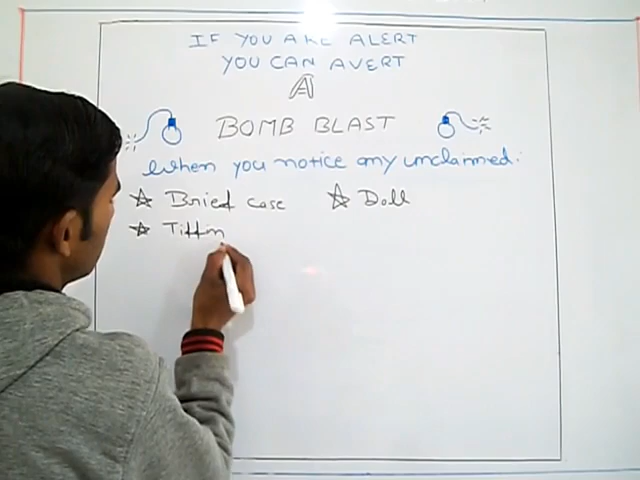 IF YOU ARE ALERT
YOU CAN AVERT
A
BOMB BLAST
When you notice any unclaimed:
Bried case
Doll
Tiffin